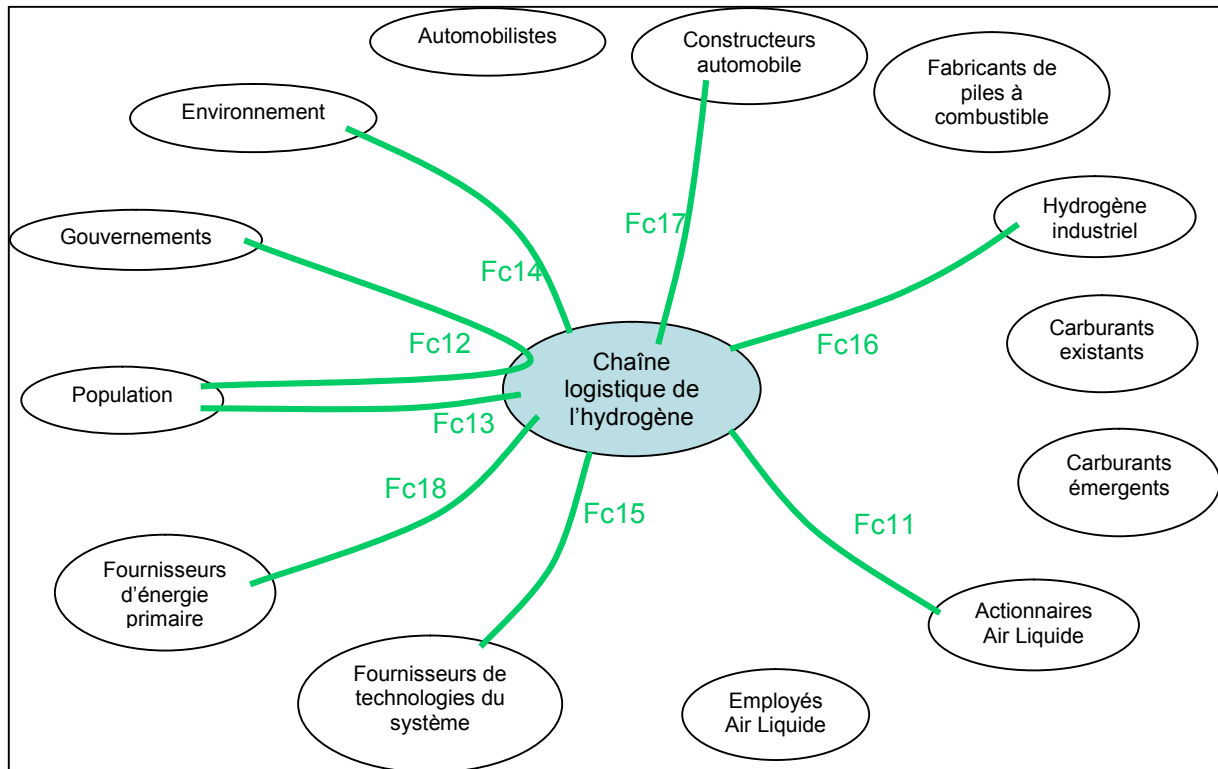 Automobilistes
Constructeurs
automobile
Fabricants de
piles à
combustible
Environnement
Hydrogène
industriel
Gouvernements
Fc17
Fc14
Fc12
Fc16
Carburants
existants
Chaîne
logistique de
l'hydrogène
Population
Fc13
Carburants
émergents
Fc18
Fc15
Fc11
Fournisseurs
d'énergie
primaire
Actionnaires
Air Liquide
Fournisseurs de
technologies du
système
Employés
Air Liquide